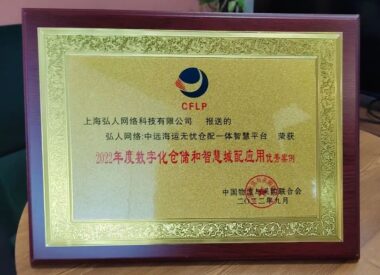 CFLP
上海弘人网络科技有限公司 报送的
弘人网络:中远海运无忧仓配一体智慧平台 荣获
2022年度数字化仓储和智慧城配应用优秀案例
中国物流与采购联合会
二〇二二年九月